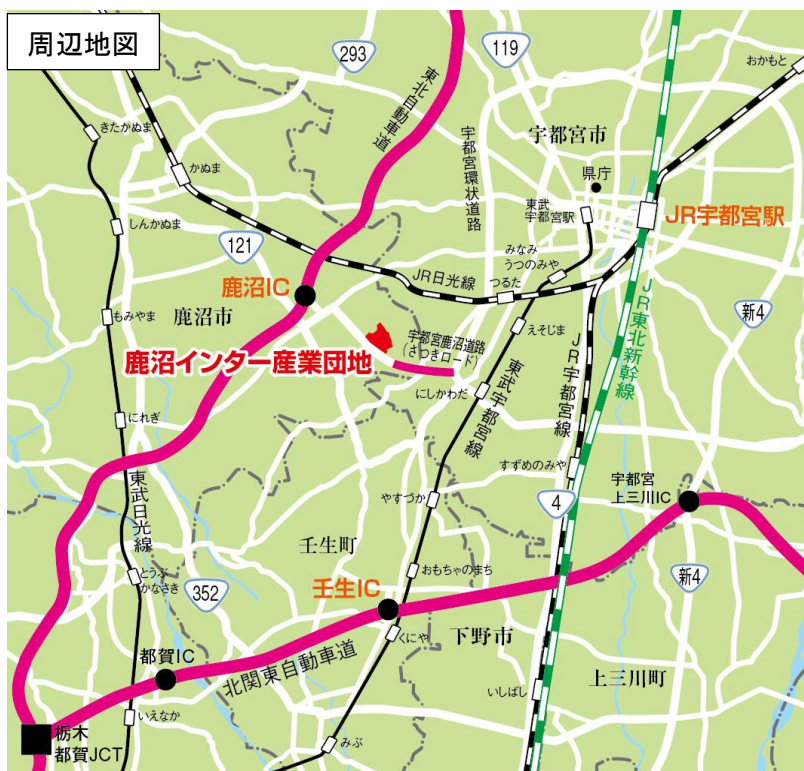 周辺地図
293
119
おかもと
東北自動車道
宇都宮環状道路
宇都宮市
県庁
きたかぬま
かぬま
東武
宇都宮駅
JR宇都宮駅
しんかぬま
121
みなみ
うつのみや
JR日光線
つるた
鹿沼IC
新4
もみやま
鹿沼市
えそじま
宇都宮鹿沼道路
(さつきロード)
鹿沼インター産業団地
JR東北新幹線
東武宇都宮線
JR宇都宮線
にしかわだ
にれぎ
東武日光線
すずめのみや
宇都宮
上三川IC
やすづか
4
壬生町
とうぶ
かなさき
352
おもちゃのまち
新4
壬生IC
くにや
下野市
都賀IC
北関東自動車道
上三川町
いしばし
いえなか
みぶ
栃木
都賀JCT